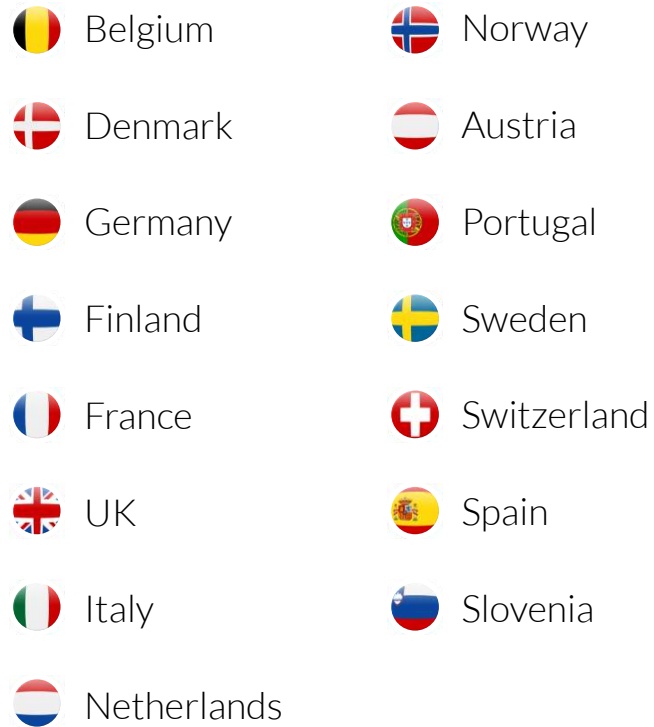 Belgium
Denmark
Germany
Finland
France
UK
Italy
Netherlands
Norway
Austria
Portugal
Sweden
Switzerland
Spain
Slovenia